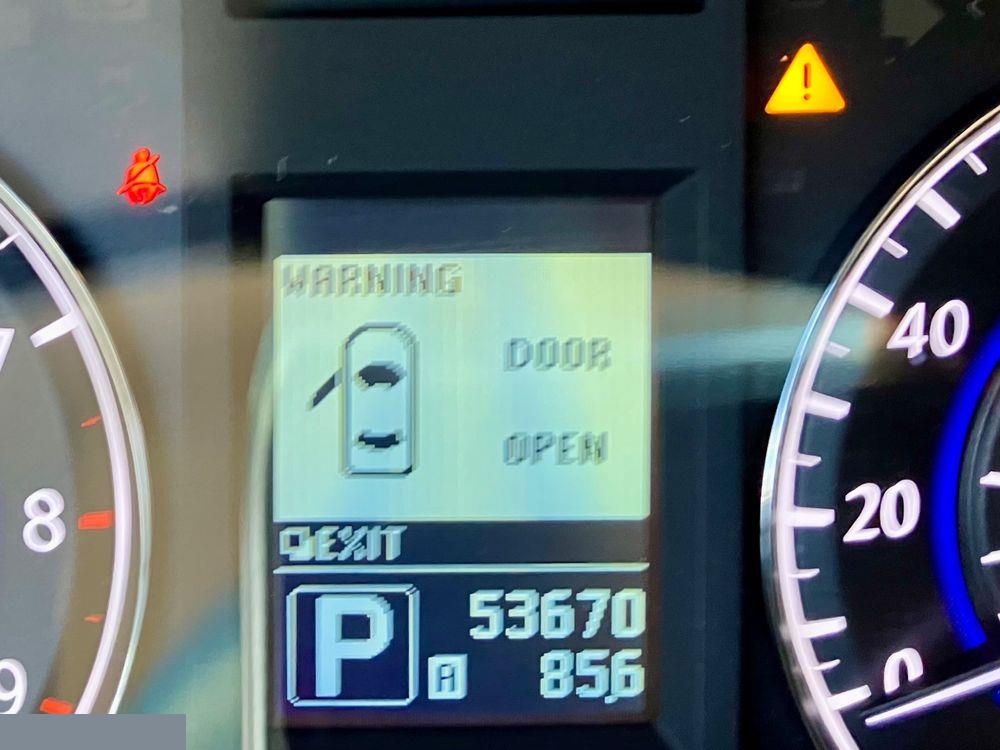 WARNING
DOOR
OPEN
EXIT
P
53670
A
85,6
7
8
9
40
20
0
!